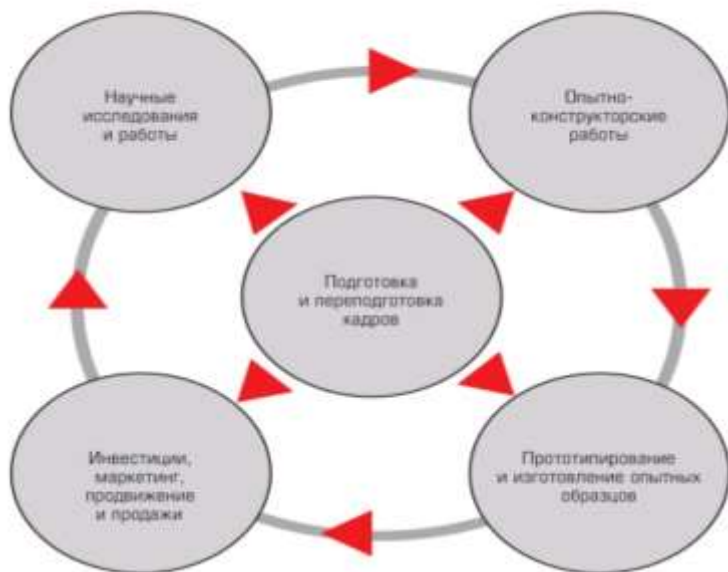 Научные
исследования
и работы
Опытно-
конструкторские
работы
Подготовка
и переподготовка
кадров
Инвестиции,
маркетинг,
продвижение
и продажи
Прототипирование
и изготовление опытных
образцов